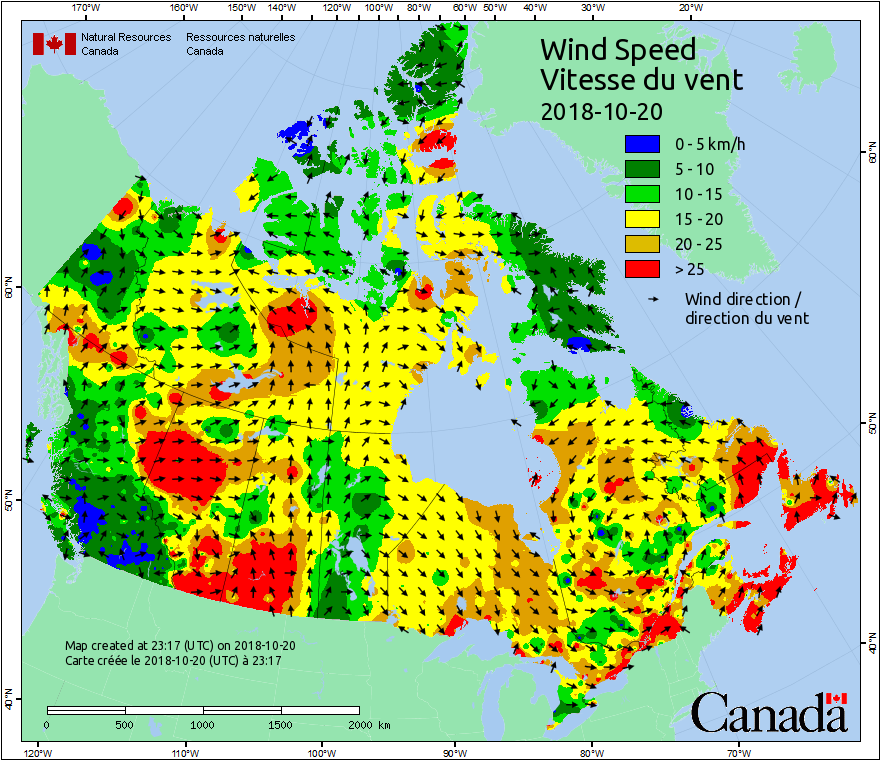 170°W 160°W 150°W 140°W 130°W 120°W 110°W 100°W 90°W 80°W 70°W 60°W 50°W 40°W 30°W 20°W
Natural Resources Ressources naturelles
Canada Canada
Wind Speed
Vitesse du vent
2018-10-20
0 - 5 km/h
5 - 10
10 - 15
15 - 20
20 - 25
> 25
Wind direction /
direction du vent
60°N
60°N
50°N
50°N
40°N
40°N
Map created at 23:17 (UTC) on 2018-10-20
Carte créée le 2018-10-20 (UTC) à 23:17
0 500 1000 1500 2000 km
Canada
120°W 110°W 100°W 90°W 80°W 70°W